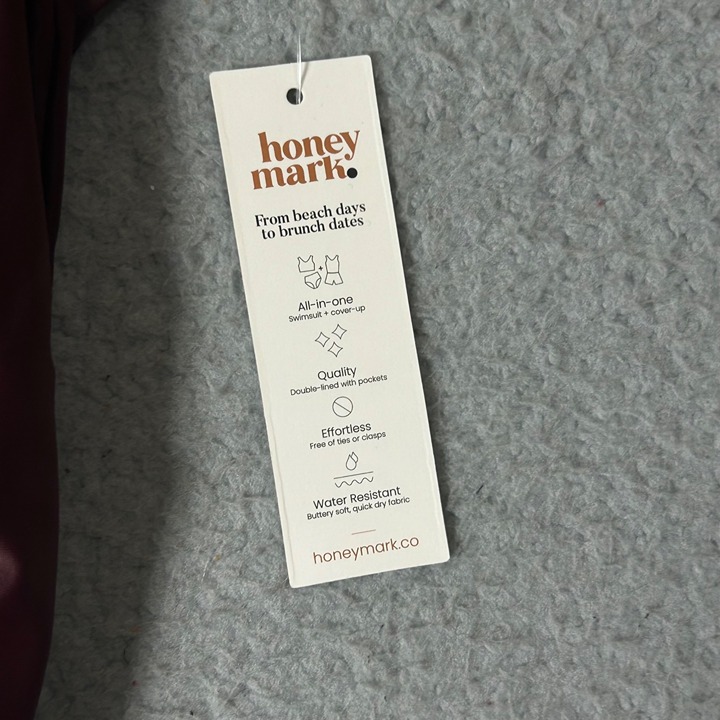 honey
mark.
From beach days
to brunch dates
All-in-one
Swimsuit + cover-up
Quality
Double-lined with pockets
Effortless
Free of ties or clasps
Water Resistant
Buttery soft, quick dry fabric
honeymark.co